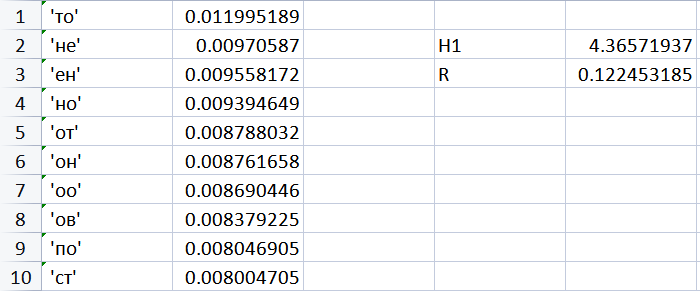 1 'то' 0.011995189
2 'не' 0.00970587 H1 4.36571937
3 'ен' 0.009558172 R 0.122453185
4 'но' 0.009394649
5 'от' 0.008788032
6 'он' 0.008761658
7 'оо' 0.008690446
8 'ов' 0.008379225
9 'по' 0.008046905
10 'ст' 0.008004705